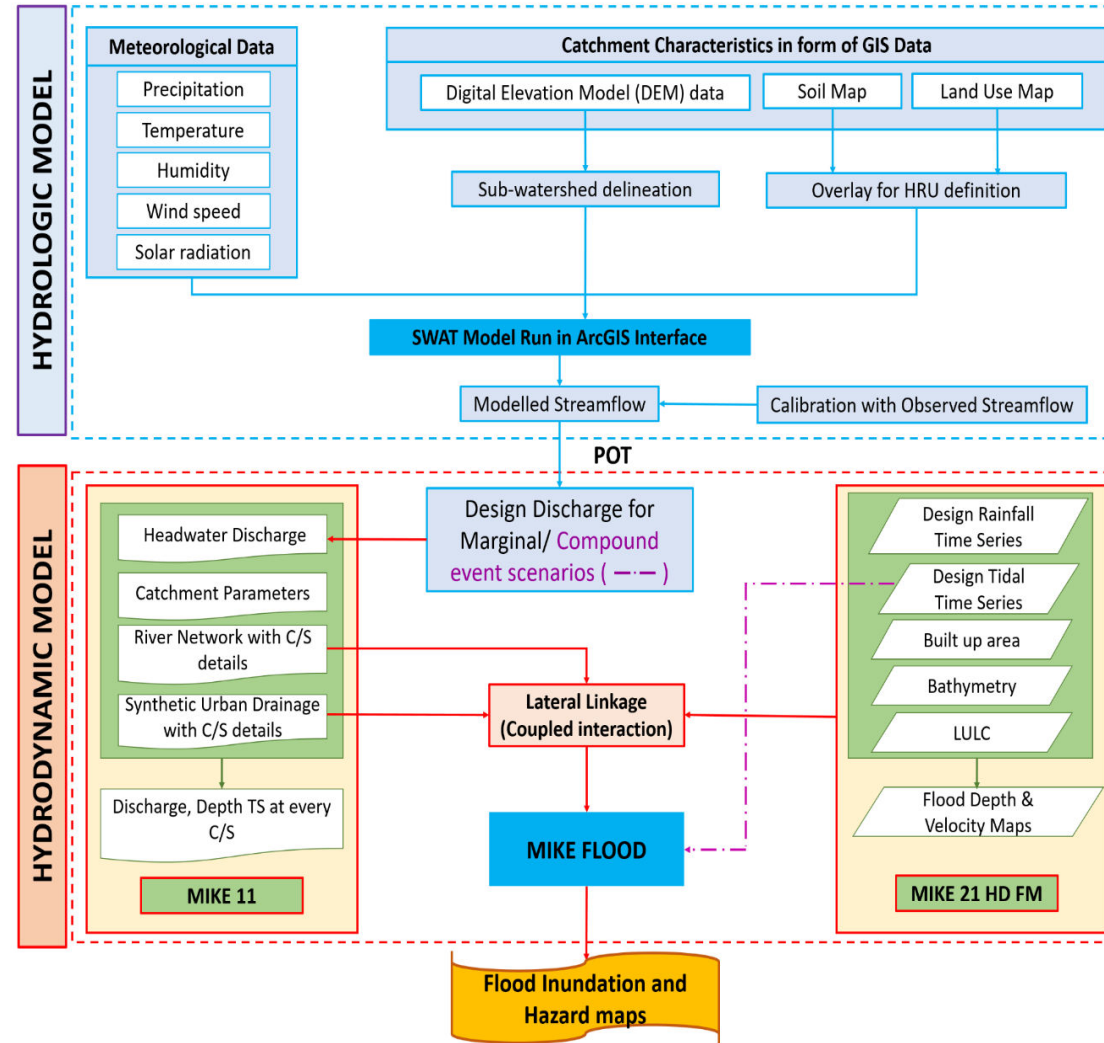 HYDROLOGIC MODEL
Meteorological Data
Precipitation
Temperature
Humidity
Wind speed
Solar radiation
Catchment Characteristics in form of GIS Data
Digital Elevation Model (DEM) data
Soil Map
Land Use Map
Sub-watershed delineation
Overlay for HRU definition
SWAT Model Run in ArcGIS Interface
Modelled Streamflow
Calibration with Observed Streamflow
POT
HYDRODYNAMIC MODEL
Headwater Discharge
Catchment Parameters
River Network with C/S
details
Synthetic Urban Drainage
with C/S details
Discharge, Depth TS at every
C/S
MIKE 11
Design Discharge for
Marginal/ Compound
event scenarios ( —·— )
Lateral Linkage
(Coupled interaction)
MIKE FLOOD
Design Rainfall
Time Series
Design Tidal
Time Series
Built up area
Bathymetry
LULC
Flood Depth &
Velocity Maps
MIKE 21 HD FM
Flood Inundation and
Hazard maps